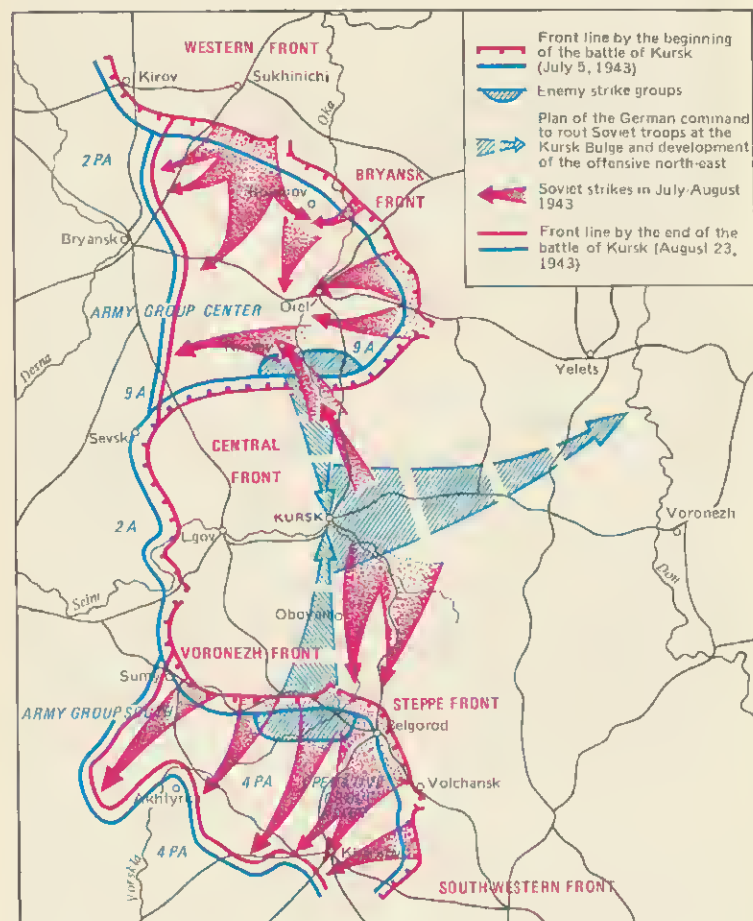 Front line by the beginning
of the battle of Kursk
(July 5, 1943)
Enemy strike groups
Plan of the German command
to rout Soviet troops at the
Kursk Bulge and development
of the offensive north-east
Soviet strikes in July-August
1943
Front line by the end of the
battle of Kursk (August 23,
1943)
WESTERN FRONT
Kirov
Sukhinichi
Oka
2 PA
BRYANSK
FRONT
Bryansk
ARMY GROUP CENTER
Orel
9 A
Desna
9 A
Yelets
Sevsk
CENTRAL
FRONT
KURSK
Voronezh
2 A
Lgov
Don
Seim
Oboyan
VORONEZH FRONT
Sumy
STEPPE FRONT
ARMY GROUP SOUTH
Belgorad
4 PA
Volchansk
Akhtyrk
4 PA
Vorskla
SOUTH-WESTERN FRONT